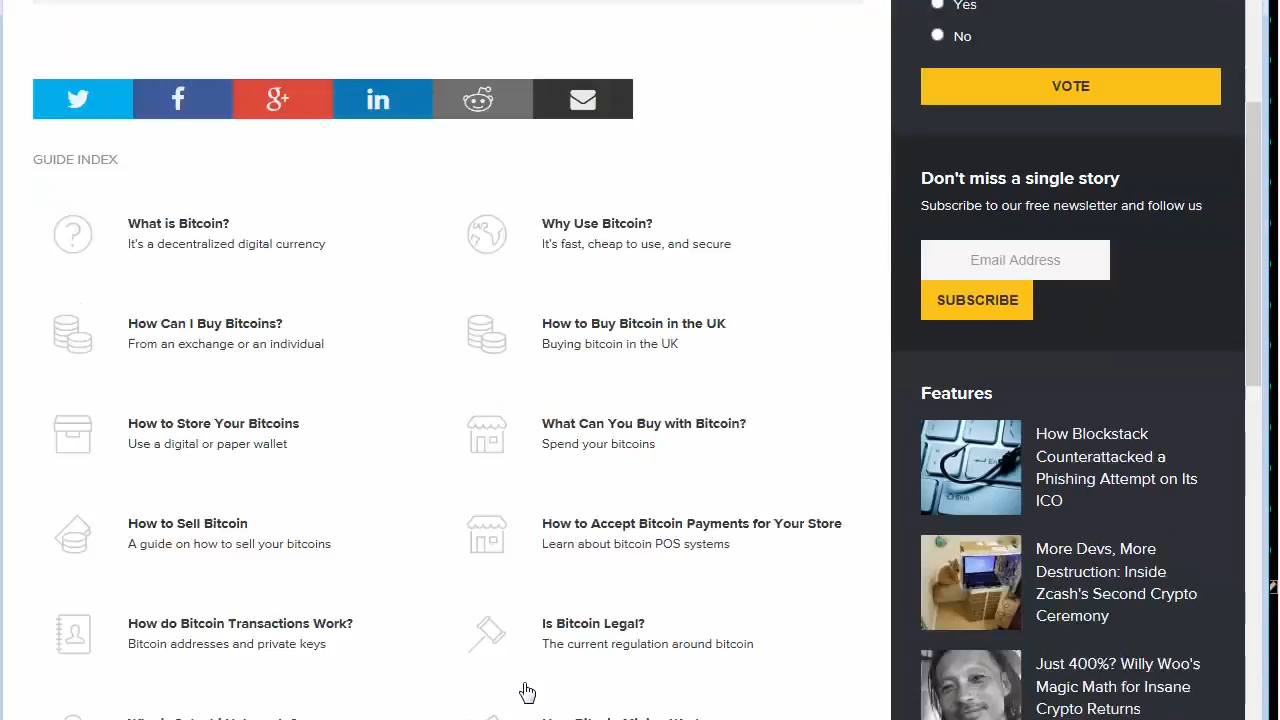 Yes
No
VOTE
GUIDE INDEX
Don't miss a single story
Subscribe to our free newsletter and follow us
Email Address
SUBSCRIBE
What is Bitcoin?
It's a decentralized digital currency
Why Use Bitcoin?
It's fast, cheap to use, and secure
How Can I Buy Bitcoins?
From an exchange or an individual
How to Buy Bitcoin in the UK
Buying bitcoin in the UK
How to Store Your Bitcoins
Use a digital or paper wallet
What Can You Buy with Bitcoin?
Spend your bitcoins
How to Sell Bitcoin
A guide on how to sell your bitcoins
How to Accept Bitcoin Payments for Your Store
Learn about bitcoin POS systems
How do Bitcoin Transactions Work?
Bitcoin addresses and private keys
Is Bitcoin Legal?
The current regulation around bitcoin
Features
How Blockstack
Counterattacked a
Phishing Attempt on Its
ICO
More Devs, More
Destruction: Inside
Zcash's Second Crypto
Ceremony
Just 400%? Willy Woo's
Magic Math for Insane
Crypto Returns